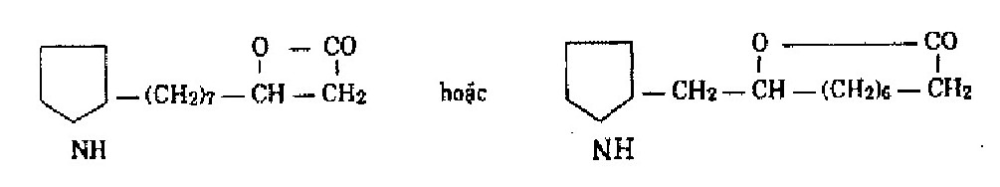 O — CO O — CO
—(CH₂)₇—CH—CH₂ hoặc —CH₂—CH—(CH₂)₆—CH₂
NH NH